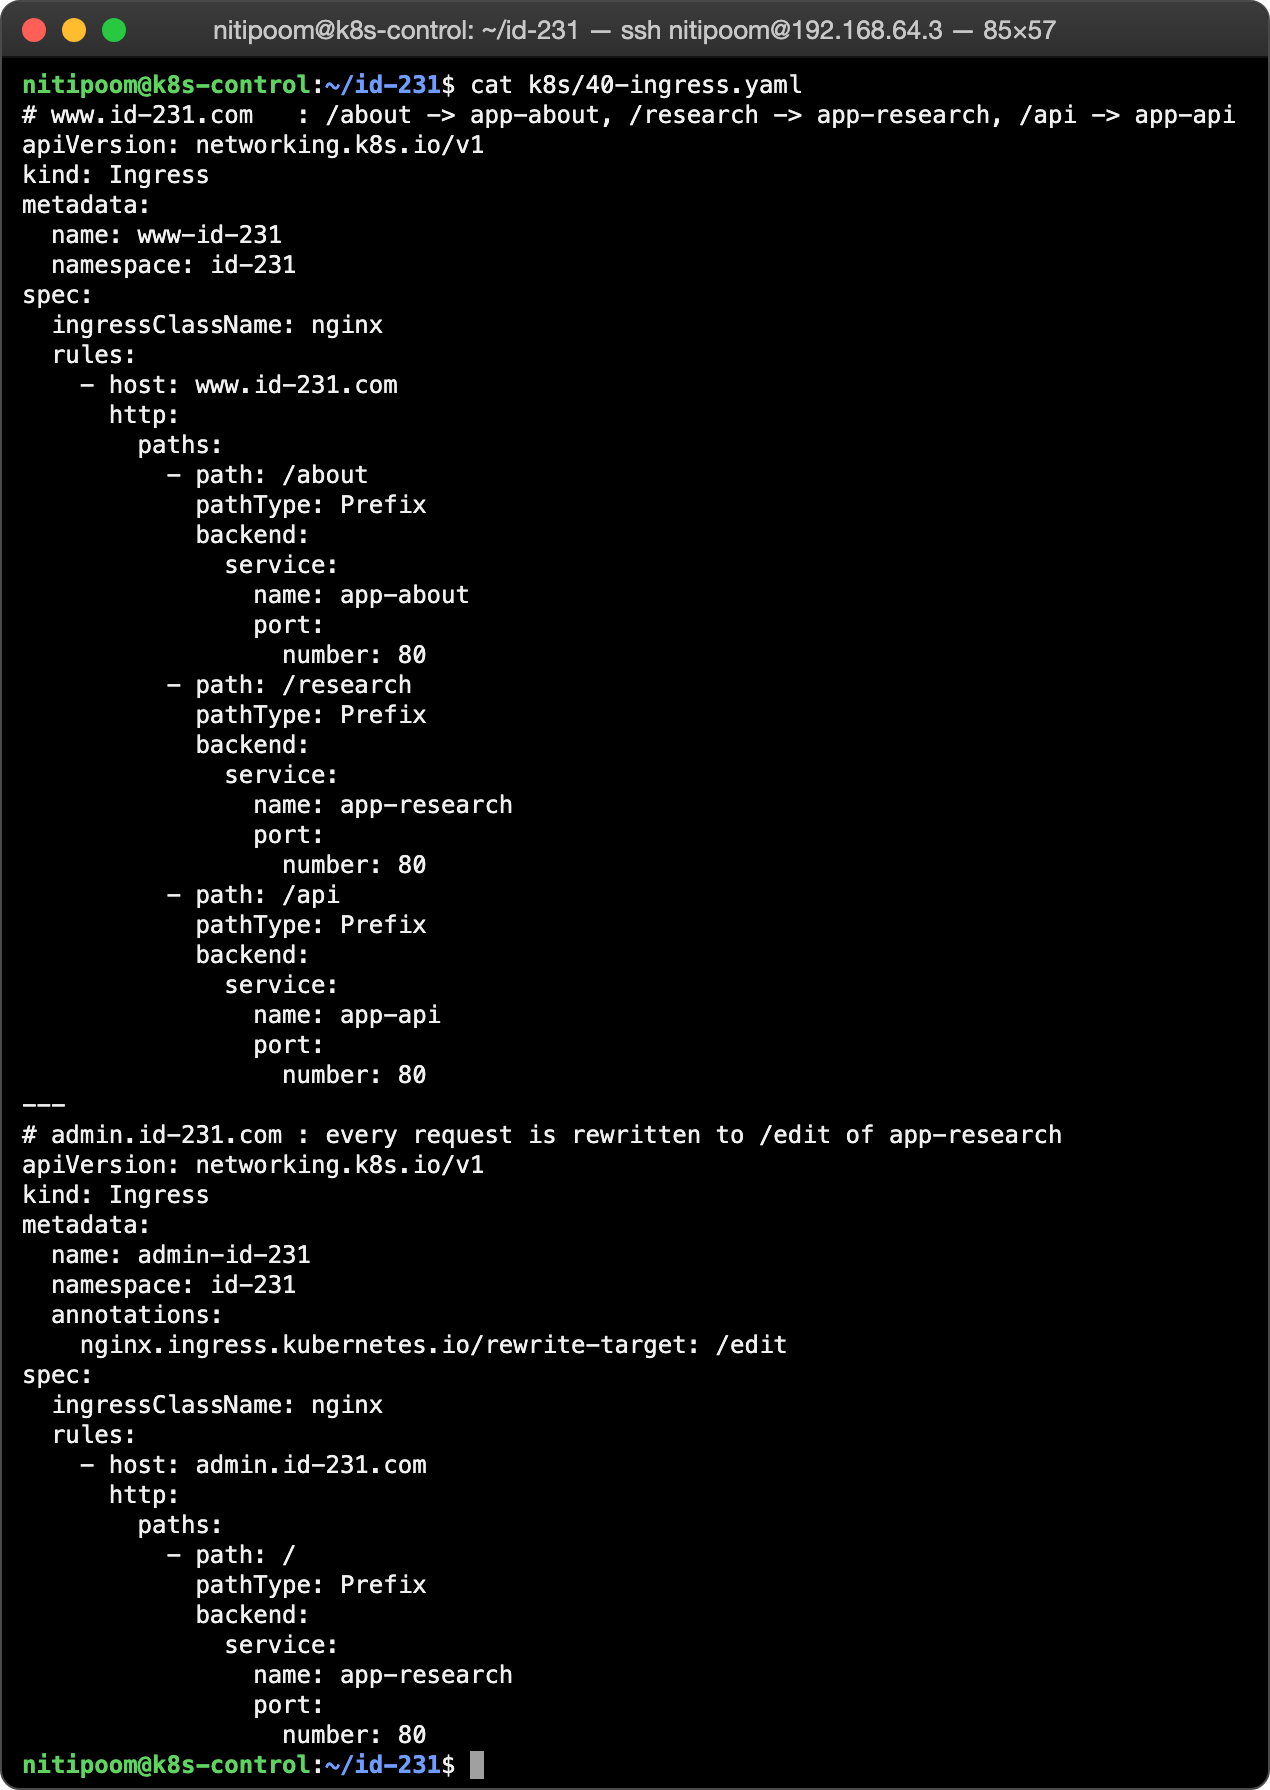 nitipoom@k8s-control: ~/id-231 — ssh nitipoom@192.168.64.3 — 85×57
nitipoom@k8s-control:~/id-231$ cat k8s/40-ingress.yaml
# www.id-231.com   : /about -> app-about, /research -> app-research, /api -> app-api
apiVersion: networking.k8s.io/v1
kind: Ingress
metadata:
  name: www-id-231
  namespace: id-231
spec:
  ingressClassName: nginx
  rules:
    - host: www.id-231.com
      http:
        paths:
          - path: /about
            pathType: Prefix
            backend:
              service:
                name: app-about
                port:
                  number: 80
          - path: /research
            pathType: Prefix
            backend:
              service:
                name: app-research
                port:
                  number: 80
          - path: /api
            pathType: Prefix
            backend:
              service:
                name: app-api
                port:
                  number: 80
---
# admin.id-231.com : every request is rewritten to /edit of app-research
apiVersion: networking.k8s.io/v1
kind: Ingress
metadata:
  name: admin-id-231
  namespace: id-231
  annotations:
    nginx.ingress.kubernetes.io/rewrite-target: /edit
spec:
  ingressClassName: nginx
  rules:
    - host: admin.id-231.com
      http:
        paths:
          - path: /
            pathType: Prefix
            backend:
              service:
                name: app-research
                port:
                  number: 80
nitipoom@k8s-control:~/id-231$